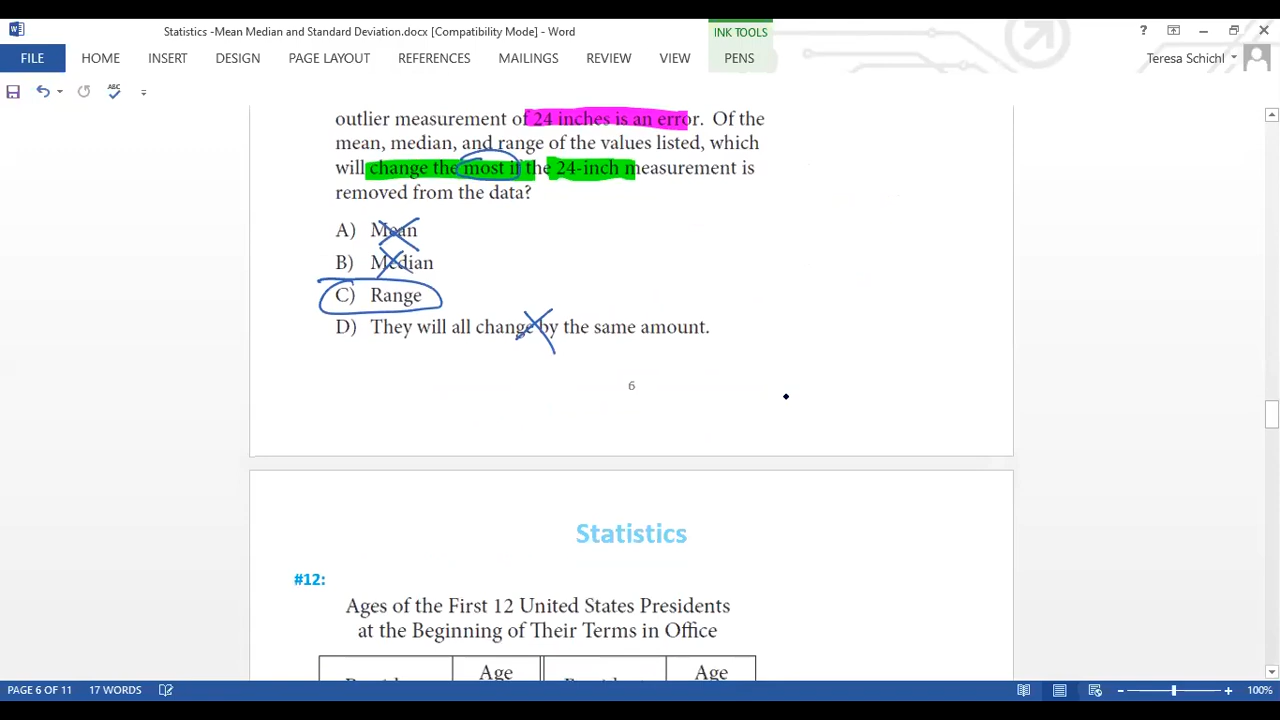 Statistics -Mean Median and Standard Deviation.docx [Compatibility Mode] - Word
INK TOOLS
?
FILE
HOME
INSERT
DESIGN
PAGE LAYOUT
REFERENCES
MAILINGS
REVIEW
VIEW
PENS
Teresa Schichl
ABC
outlier measurement of 24 inches is an error. Of the
mean, median, and range of the values listed, which
will change the most if the 24-inch measurement is
removed from the data?
A) Mean
B) Median
C) Range
D) They will all change by the same amount.
6
Statistics
#12:
Ages of the First 12 United States Presidents
at the Beginning of Their Terms in Office
Age
Age
PAGE 6 OF 11
17 WORDS
100%